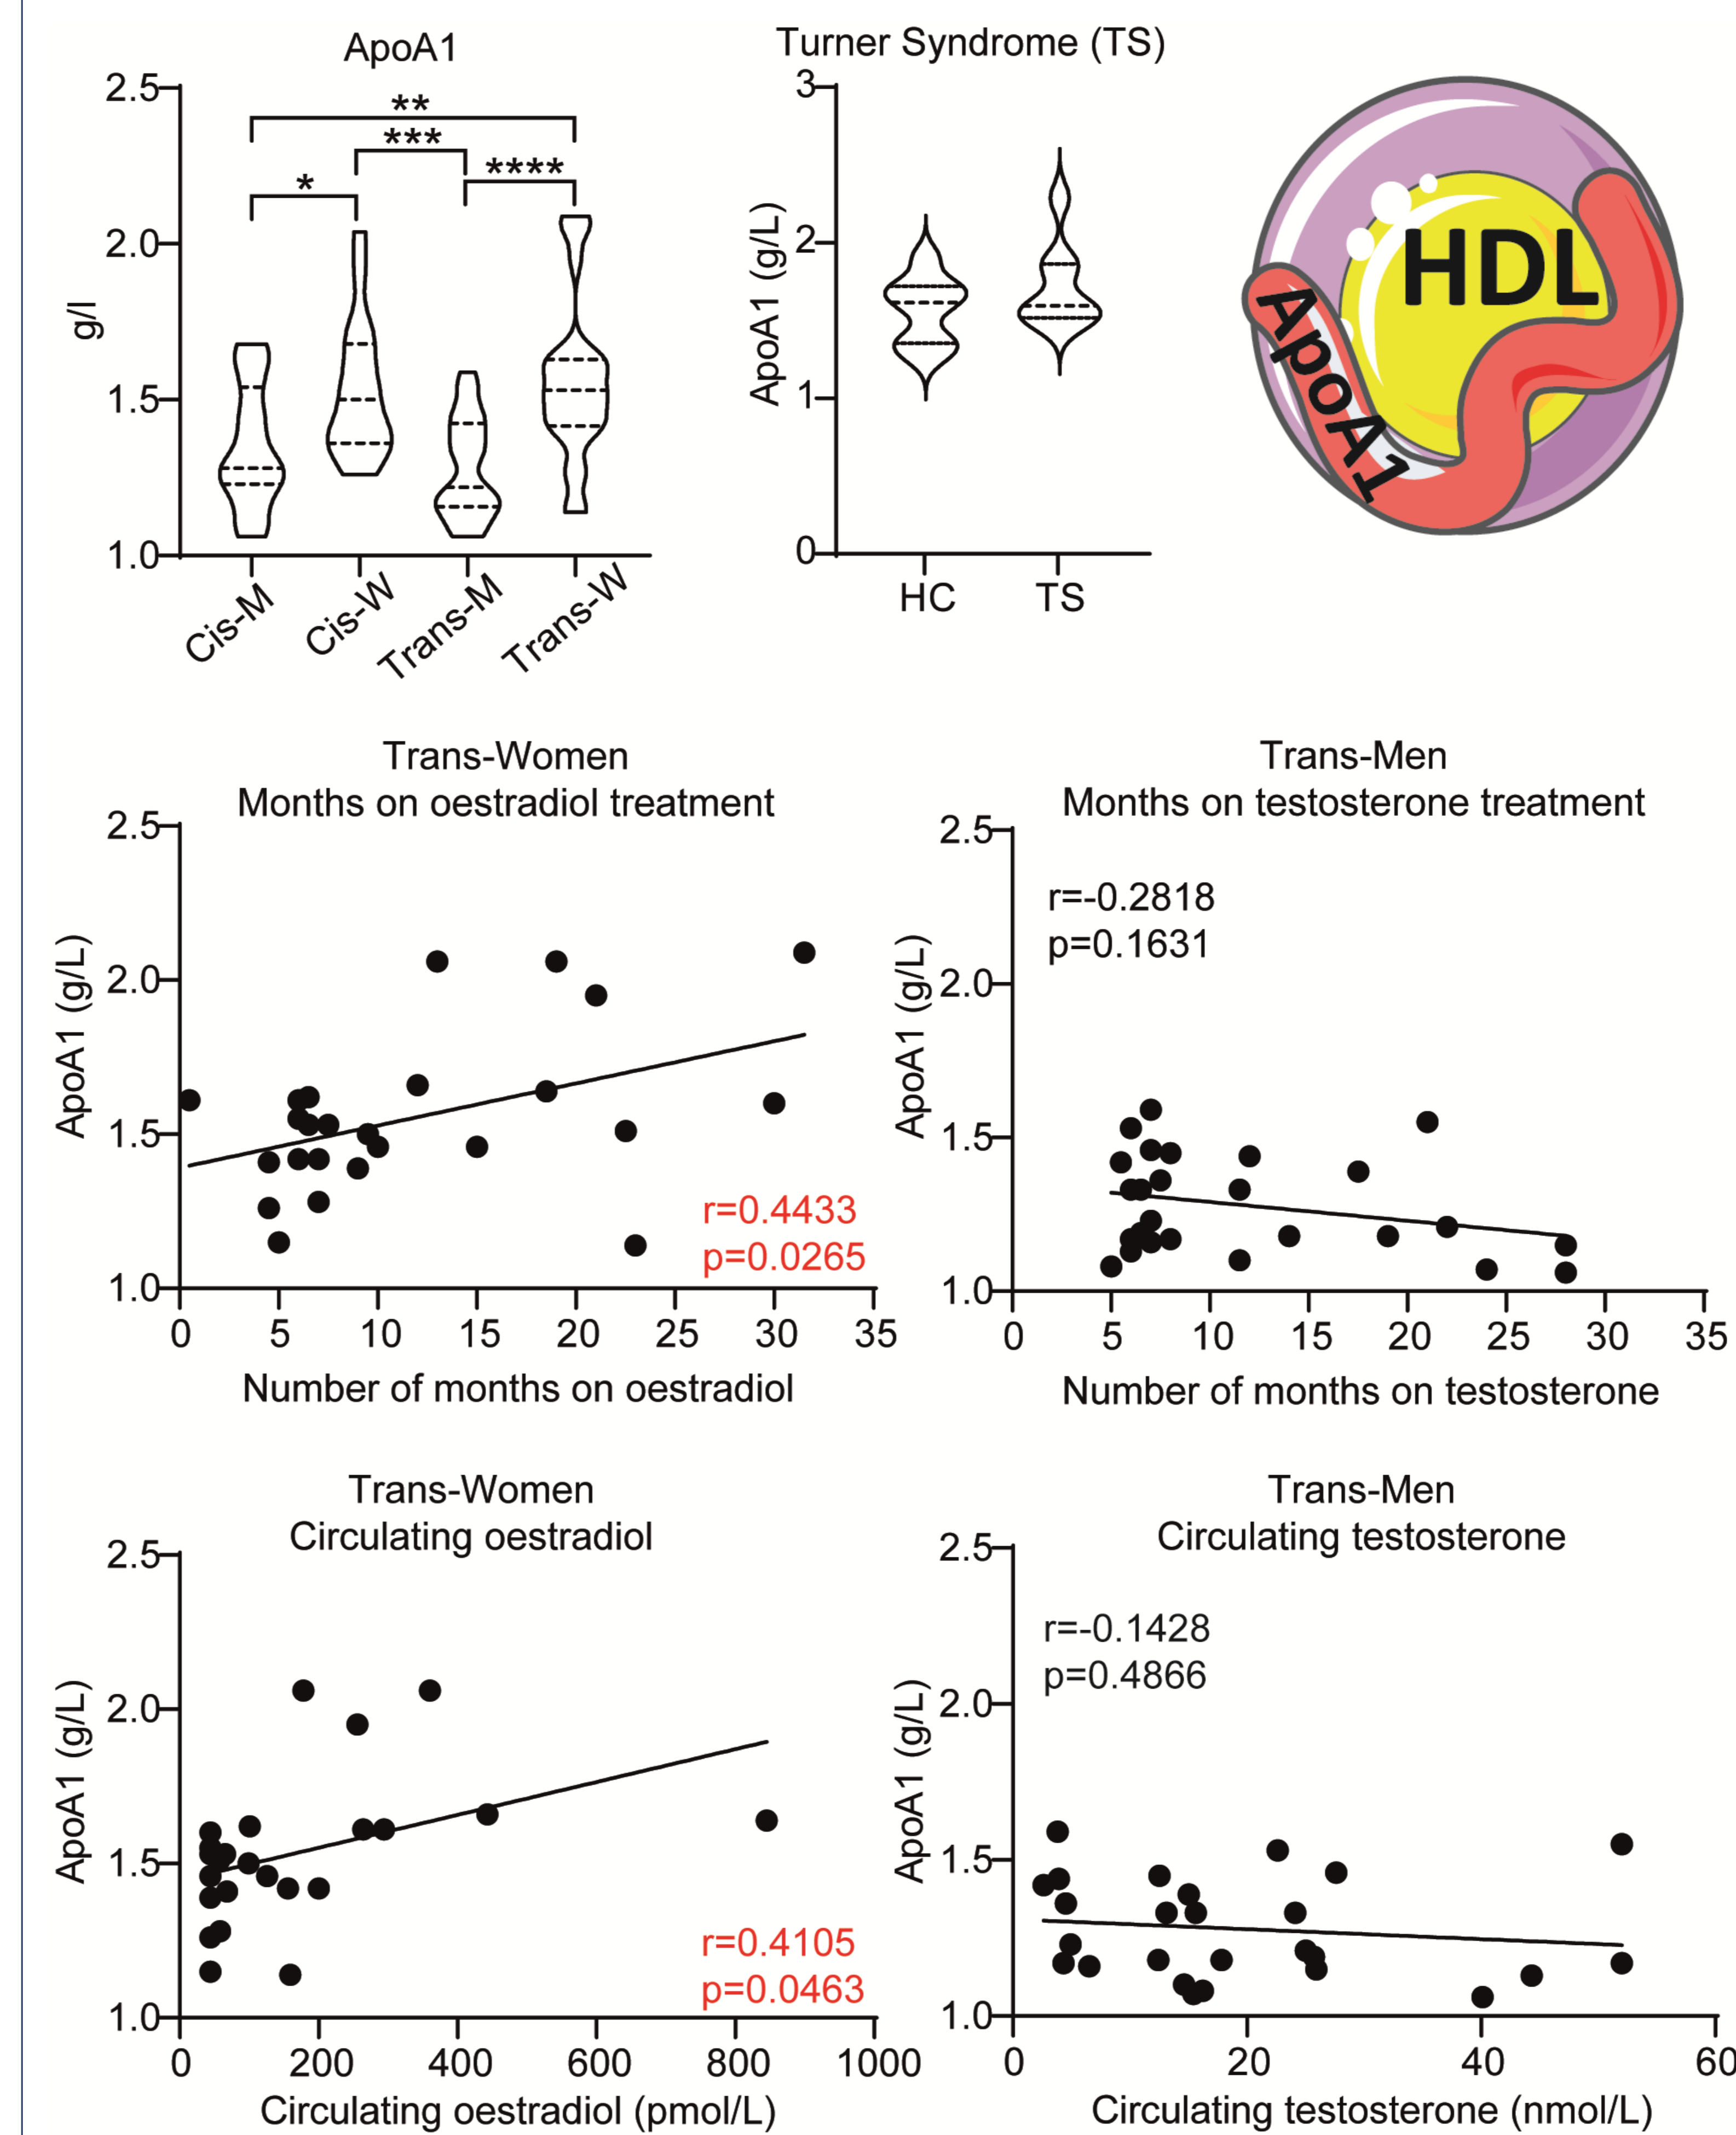 ApoA1
2.5
2.0
1.5
1.0
g/l
**
***
****
*
Cis-M
Cis-W
Trans-M
Trans-W
Turner Syndrome (TS)
3
2
1
0
ApoA1 (g/L)
HC
TS
HDL
ApoA1
Trans-Women
Months on oestradiol treatment
2.5
2.0
1.5
1.0
ApoA1 (g/L)
r=0.4433
p=0.0265
0 5 10 15 20 25 30 35
Number of months on oestradiol
Trans-Men
Months on testosterone treatment
2.5
2.0
1.5
1.0
ApoA1 (g/L)
r=-0.2818
p=0.1631
0 5 10 15 20 25 30 35
Number of months on testosterone
Trans-Women
Circulating oestradiol
2.5
2.0
1.5
1.0
ApoA1 (g/L)
r=0.4105
p=0.0463
0 200 400 600 800 1000
Circulating oestradiol (pmol/L)
Trans-Men
Circulating testosterone
2.5
2.0
1.5
1.0
ApoA1 (g/L)
r=-0.1428
p=0.4866
0 20 40 60
Circulating testosterone (nmol/L)